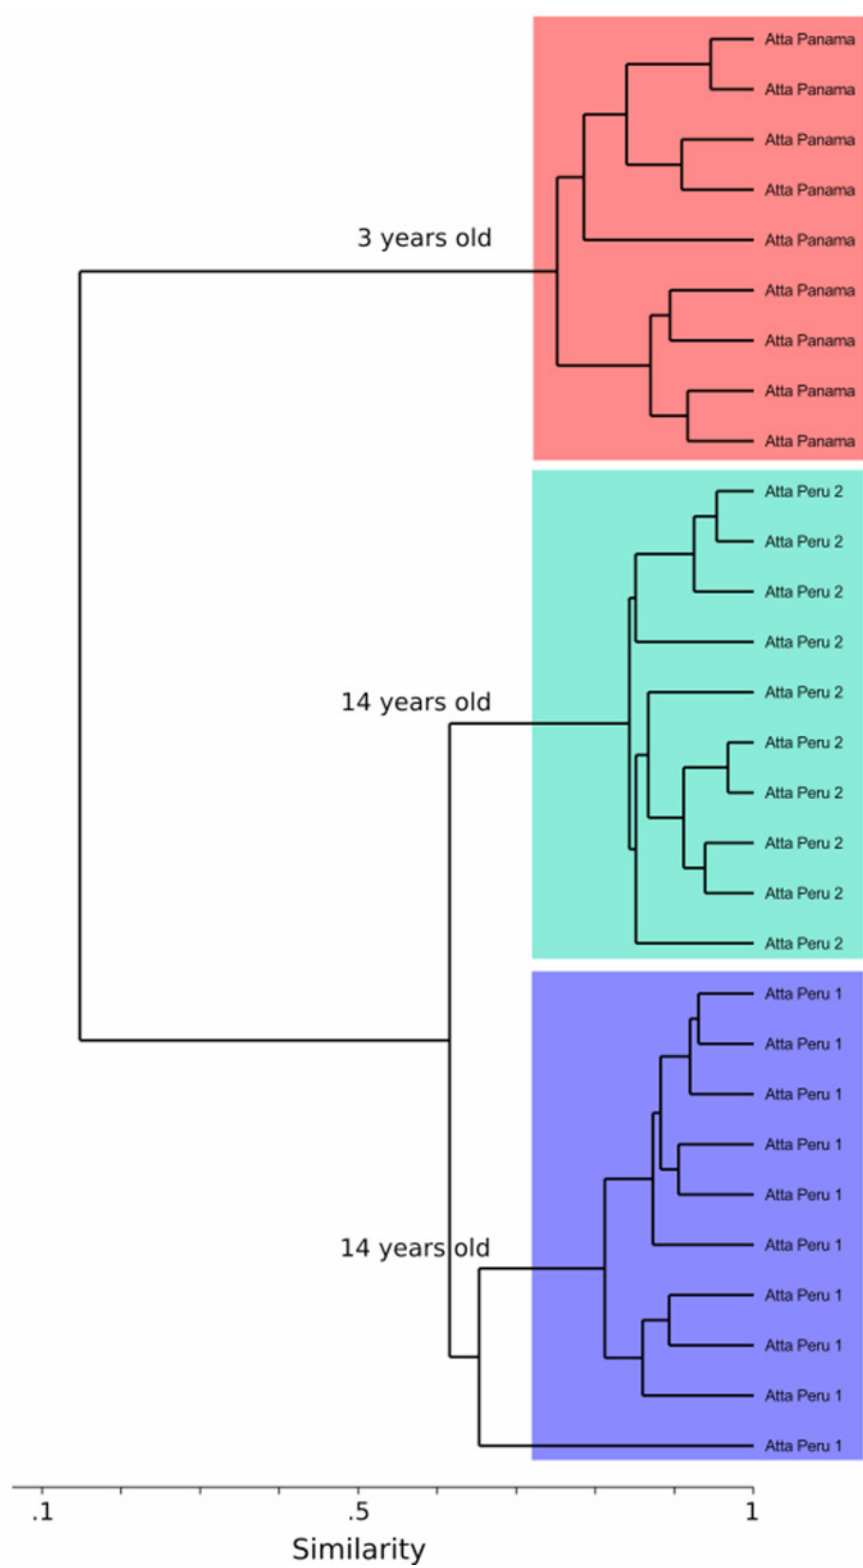 Atta Panama
Atta Panama
Atta Panama
Atta Panama
3 years old
Atta Panama
Atta Panama
Atta Panama
Atta Panama
Atta Panama
Atta Peru 2
Atta Peru 2
Atta Peru 2
Atta Peru 2
14 years old
Atta Peru 2
Atta Peru 2
Atta Peru 2
Atta Peru 2
Atta Peru 2
Atta Peru 2
Atta Peru 1
Atta Peru 1
Atta Peru 1
Atta Peru 1
Atta Peru 1
14 years old
Atta Peru 1
Atta Peru 1
Atta Peru 1
Atta Peru 1
Atta Peru 1
.1 .5 1
Similarity